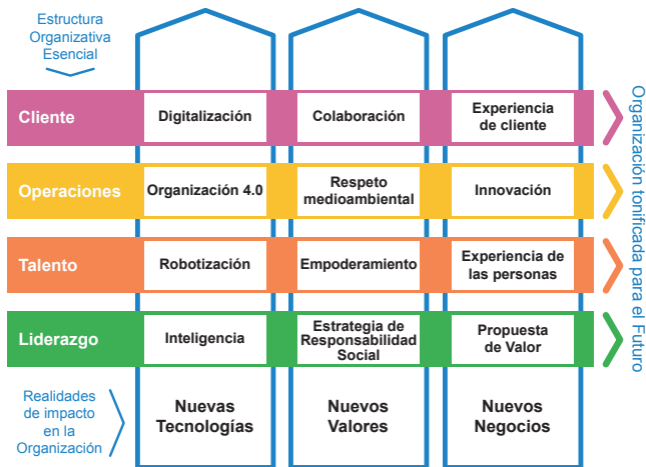 Estructura
Organizativa
Esencial
Cliente
Digitalización
Colaboración
Experiencia
de cliente
Operaciones
Organización 4.0
Respeto
medioambiental
Innovación
Talento
Robotización
Empoderamiento
Experiencia de
las personas
Liderazgo
Inteligencia
Estrategia de
Responsabilidad
Social
Propuesta
de Valor
Realidades
de impacto
en la
Organización
Nuevas
Tecnologías
Nuevos
Valores
Nuevos
Negocios
Organización tonificada para el Futuro